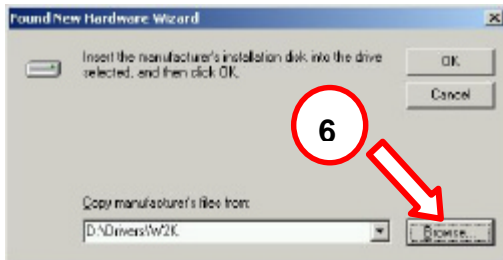 Found New Hardware Wizard
Insert the manufacturer's installation disk into the drive
selected, and then click OK.
OK
Cancel
6
Copy manufacturer's files from:
D:\Drivers\W2K
Browse...